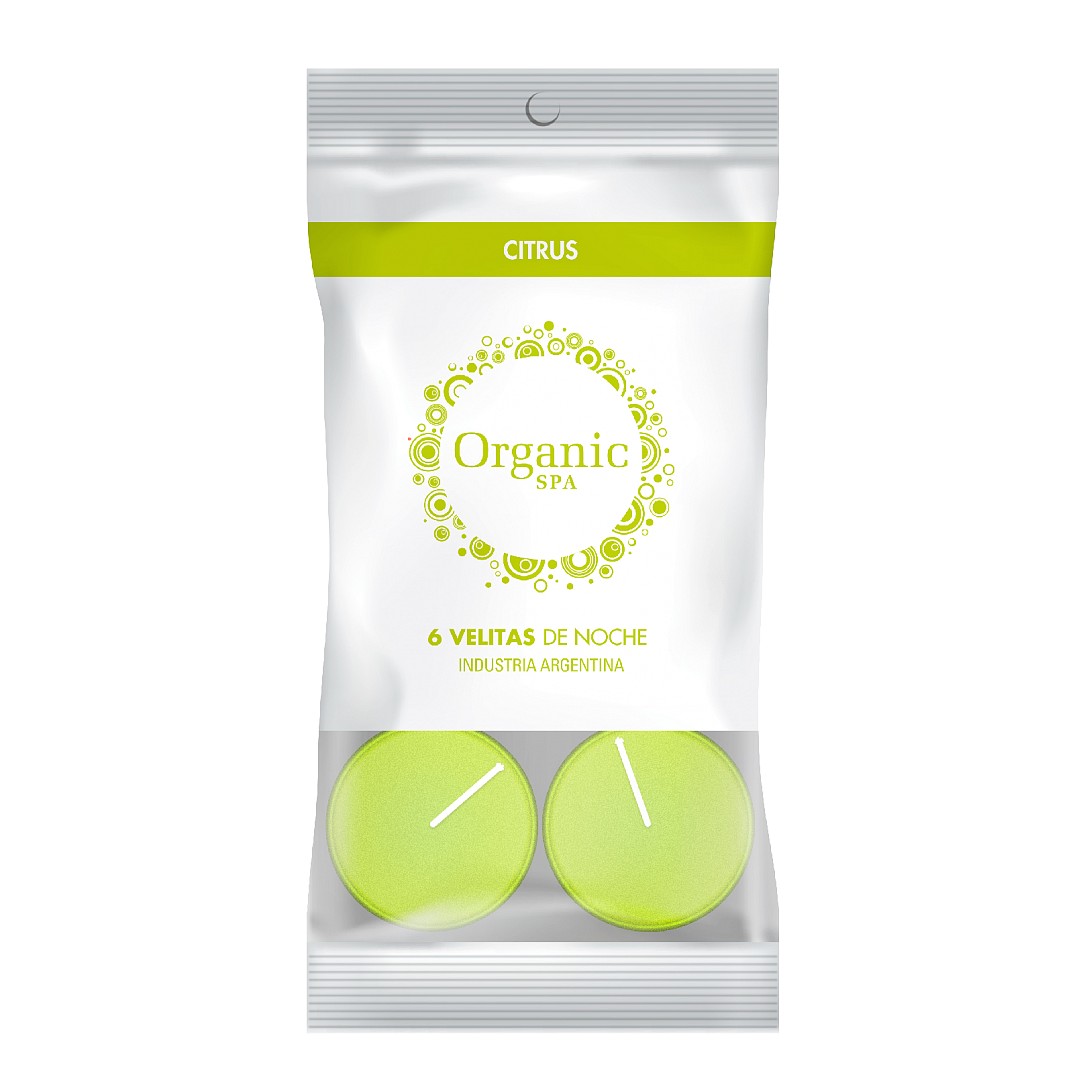 CITRUS
Organic
SPA
6 VELITAS DE NOCHE
INDUSTRIA ARGENTINA